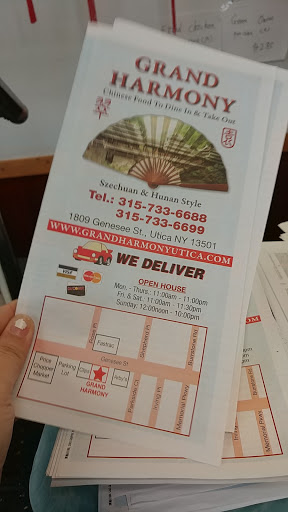 GRAND
HARMONY
Chinese Food To Dine In & Take Out
Szechuan & Hunan Style
Tel.: 315-733-6688
315-733-6699
1809 Genesee St., Utica NY 13501
WWW.GRANDHARMONYUTICA.COM
WE DELIVER
VISA
MasterCard
OPEN HOUSE
Mon. - Thurs.: 11:00am - 11:00pm
Fri. & Sat.: 11:00am - 11:30pm
Sunday: 12:00noon - 10:00pm
Fastrac
Genesee St.
Price
Chopper
Market
Parking
Lot
GRAND
HARMONY